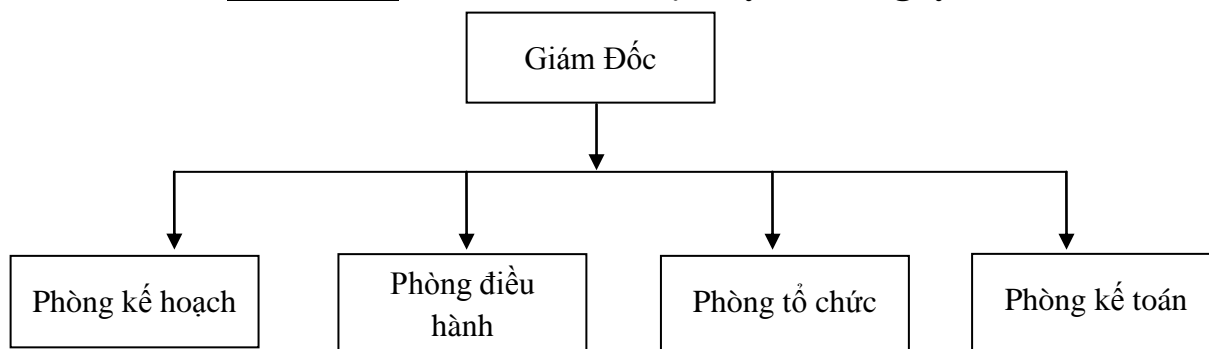 Giám Đốc
Phòng kế hoạch
Phòng điều
hành
Phòng tổ chức
Phòng kế toán